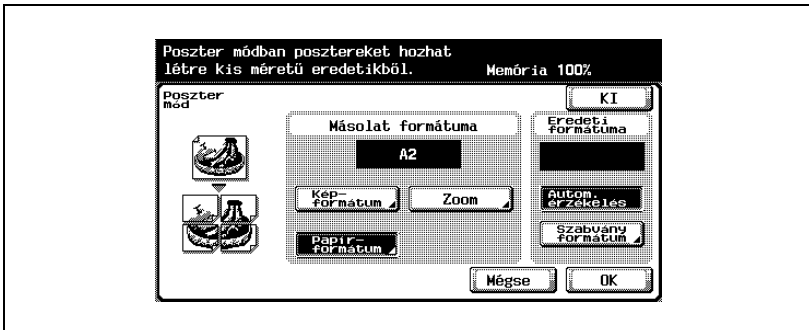 Poszter módban posztereket hozhat
létre kis méretű eredetikből. Memória 100%
Poszter
mód
KI
Másolat formátuma
A2
Kép-
formátum
Zoom
Papír-
formátum
Eredeti
formátuma
Autom.
érzékelés
Szabvány
formátum
Mégse
OK